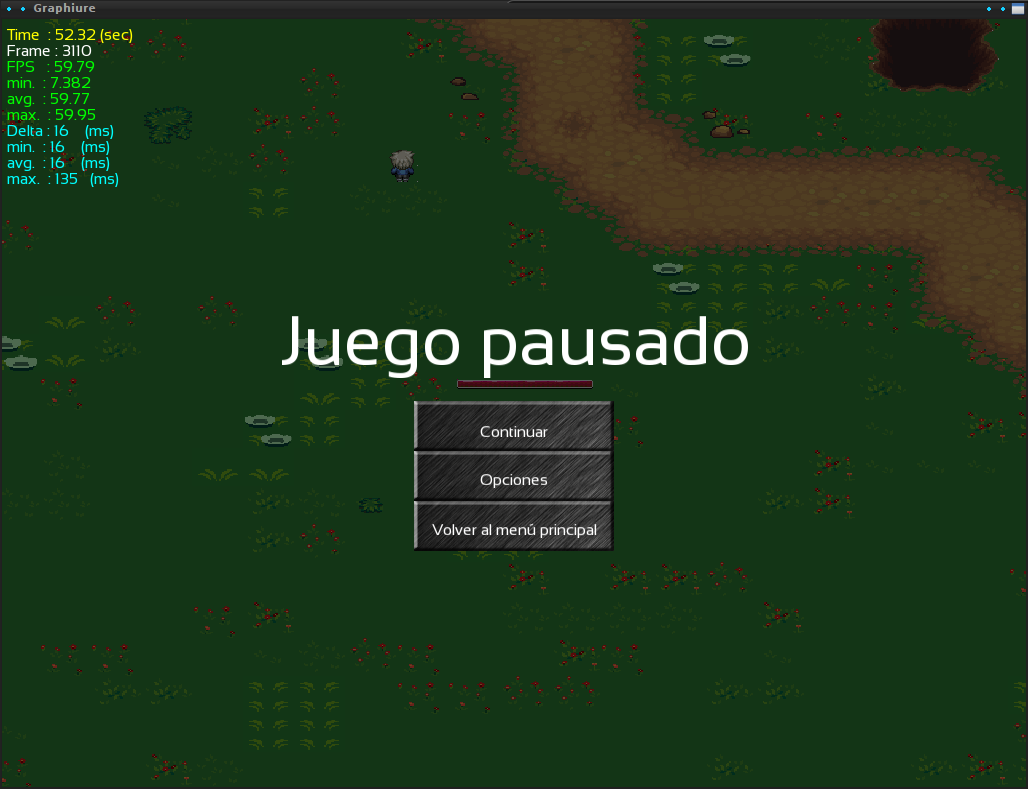 Graphiure
Time : 52.32 (sec)
Frame : 3110
FPS : 59.79
min. : 7.382
avg. : 59.77
max. : 59.95
Delta : 16 (ms)
min. : 16 (ms)
avg. : 16 (ms)
max. : 135 (ms)
Juego pausado
Continuar
Opciones
Volver al menú principal